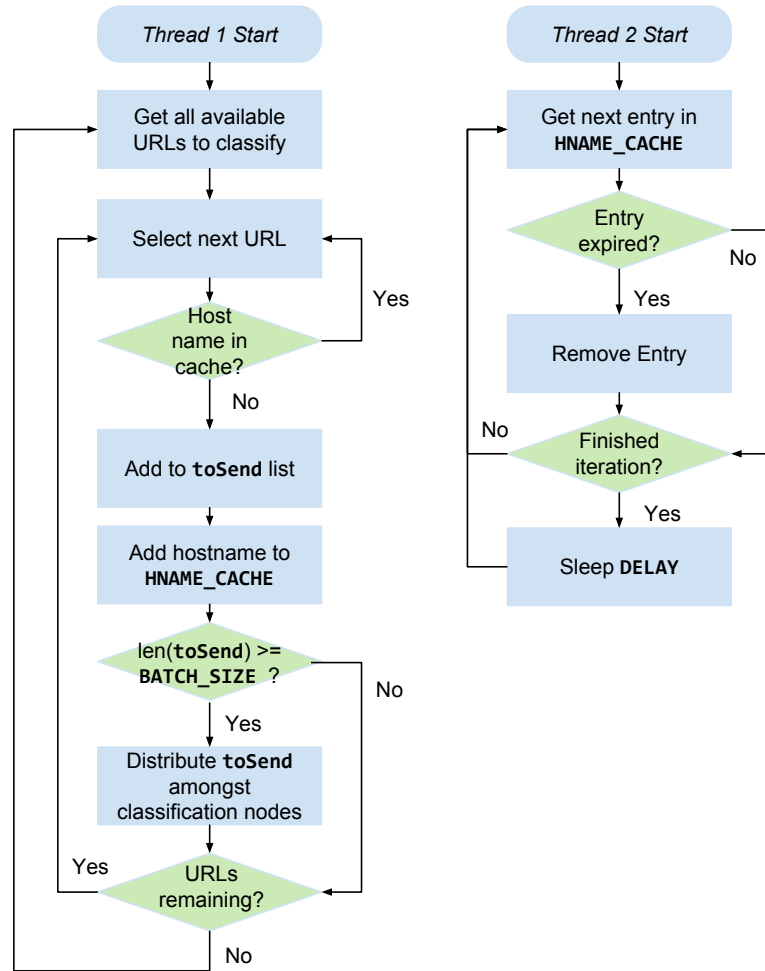 Thread 1 Start
Get all available
URLs to classify
Select next URL
Yes
Host
name in
cache?
No
Add to toSend list
Add hostname to
HNAME_CACHE
len(toSend) >=
BATCH_SIZE ?
No
Yes
Distribute toSend
amongst
classification nodes
Yes
URLs
remaining?
No
Thread 2 Start
Get next entry in
HNAME_CACHE
Entry
expired?
No
Yes
Remove Entry
No
Finished
iteration?
Yes
Sleep DELAY